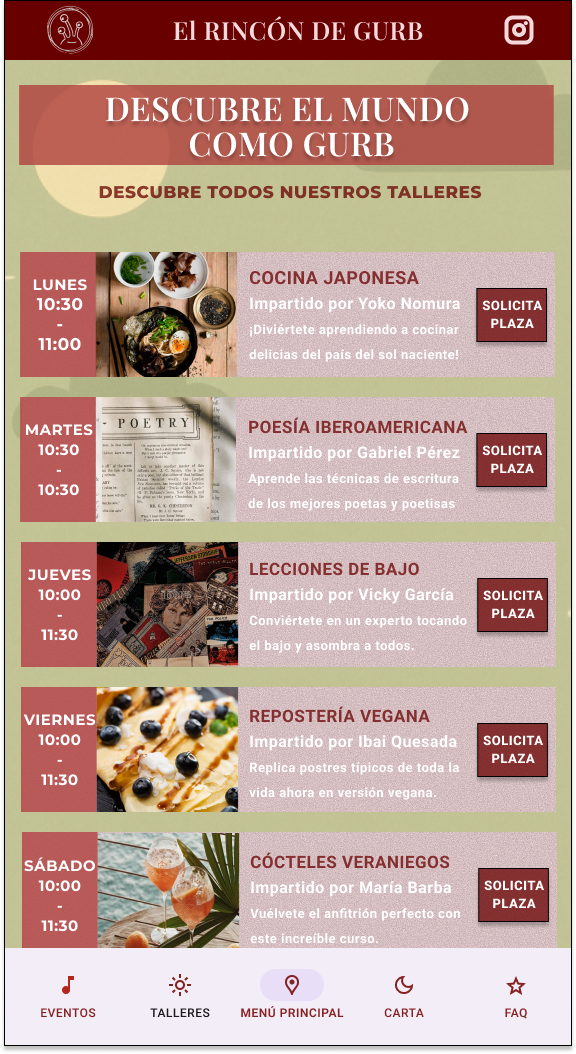 El RINCÓN DE GURB
DESCUBRE EL MUNDO
COMO GURB
DESCUBRE TODOS NUESTROS TALLERES
LUNES
10:30
-
11:00
COCINA JAPONESA
Impartido por Yoko Nomura
¡Diviértete aprendiendo a cocinar
delicias del país del sol naciente!
SOLICITA
PLAZA
MARTES
10:30
-
10:30
POETRY
POESÍA IBEROAMERICANA
Impartido por Gabriel Pérez
Aprende las técnicas de escritura
de los mejores poetas y poetisas
SOLICITA
PLAZA
JUEVES
10:00
-
11:30
LECCIONES DE BAJO
Impartido por Vicky García
Conviértete en un experto tocando
el bajo y asombra a todos.
SOLICITA
PLAZA
VIERNES
10:00
-
11:30
REPOSTERÍA VEGANA
Impartido por Ibai Quesada
Replica postres típicos de toda la
vida ahora en versión vegana.
SOLICITA
PLAZA
SÁBADO
10:00
-
11:30
CÓCTELES VERANIEGOS
Impartido por María Barba
Vuélvete el anfitrión perfecto con
este increíble curso.
SOLICITA
PLAZA
EVENTOS
TALLERES
MENÚ PRINCIPAL
CARTA
FAQ